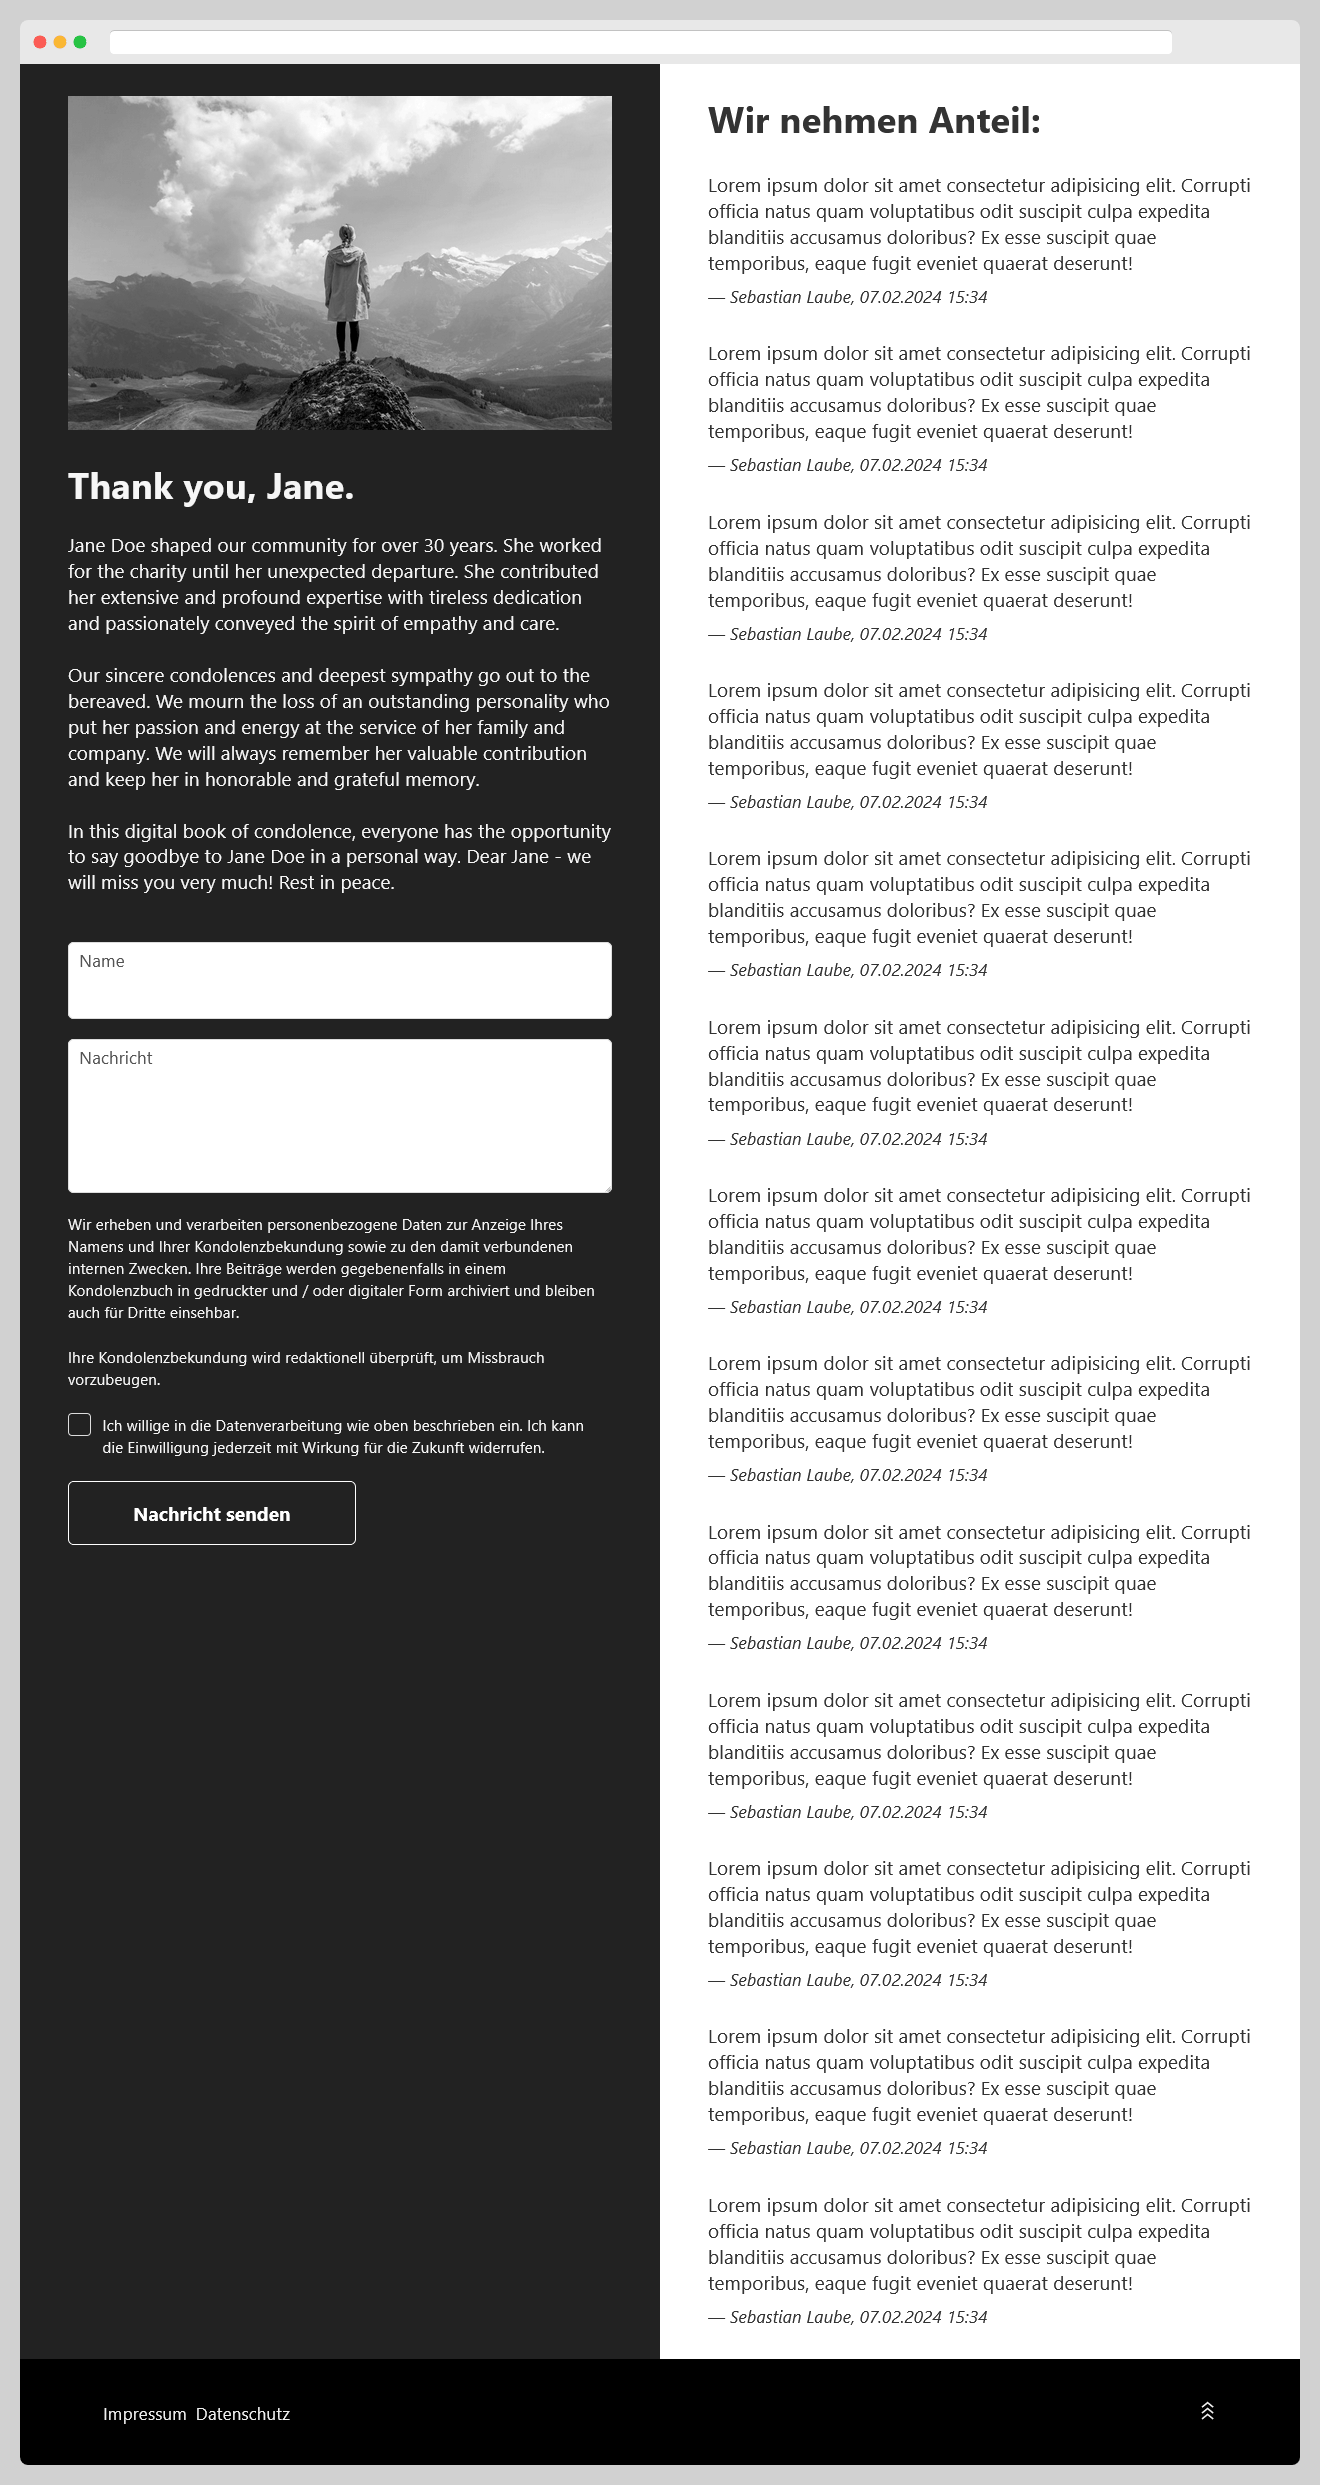 Thank you, Jane.
Jane Doe shaped our community for over 30 years. She worked
for the charity until her unexpected departure. She contributed
her extensive and profound expertise with tireless dedication
and passionately conveyed the spirit of empathy and care.
Our sincere condolences and deepest sympathy go out to the
bereaved. We mourn the loss of an outstanding personality who
put her passion and energy at the service of her family and
company. We will always remember her valuable contribution
and keep her in honorable and grateful memory.
In this digital book of condolence, everyone has the opportunity
to say goodbye to Jane Doe in a personal way. Dear Jane - we
will miss you very much! Rest in peace.
Name
Nachricht
Wir erheben und verarbeiten personenbezogene Daten zur Anzeige Ihres
Namens und Ihrer Kondolenzbekundung sowie zu den damit verbundenen
internen Zwecken. Ihre Beiträge werden gegebenenfalls in einem
Kondolenzbuch in gedruckter und / oder digitaler Form archiviert und bleiben
auch für Dritte einsehbar.
Ihre Kondolenzbekundung wird redaktionell überprüft, um Missbrauch
vorzubeugen.
Ich willige in die Datenverarbeitung wie oben beschrieben ein. Ich kann
die Einwilligung jederzeit mit Wirkung für die Zukunft widerrufen.
Nachricht senden
Wir nehmen Anteil:
Lorem ipsum dolor sit amet consectetur adipisicing elit. Corrupti
officia natus quam voluptatibus odit suscipit culpa expedita
blanditiis accusamus doloribus? Ex esse suscipit quae
temporibus, eaque fugit eveniet quaerat deserunt!
— Sebastian Laube, 07.02.2024 15:34
Lorem ipsum dolor sit amet consectetur adipisicing elit. Corrupti
officia natus quam voluptatibus odit suscipit culpa expedita
blanditiis accusamus doloribus? Ex esse suscipit quae
temporibus, eaque fugit eveniet quaerat deserunt!
— Sebastian Laube, 07.02.2024 15:34
Lorem ipsum dolor sit amet consectetur adipisicing elit. Corrupti
officia natus quam voluptatibus odit suscipit culpa expedita
blanditiis accusamus doloribus? Ex esse suscipit quae
temporibus, eaque fugit eveniet quaerat deserunt!
— Sebastian Laube, 07.02.2024 15:34
Lorem ipsum dolor sit amet consectetur adipisicing elit. Corrupti
officia natus quam voluptatibus odit suscipit culpa expedita
blanditiis accusamus doloribus? Ex esse suscipit quae
temporibus, eaque fugit eveniet quaerat deserunt!
— Sebastian Laube, 07.02.2024 15:34
Lorem ipsum dolor sit amet consectetur adipisicing elit. Corrupti
officia natus quam voluptatibus odit suscipit culpa expedita
blanditiis accusamus doloribus? Ex esse suscipit quae
temporibus, eaque fugit eveniet quaerat deserunt!
— Sebastian Laube, 07.02.2024 15:34
Lorem ipsum dolor sit amet consectetur adipisicing elit. Corrupti
officia natus quam voluptatibus odit suscipit culpa expedita
blanditiis accusamus doloribus? Ex esse suscipit quae
temporibus, eaque fugit eveniet quaerat deserunt!
— Sebastian Laube, 07.02.2024 15:34
Lorem ipsum dolor sit amet consectetur adipisicing elit. Corrupti
officia natus quam voluptatibus odit suscipit culpa expedita
blanditiis accusamus doloribus? Ex esse suscipit quae
temporibus, eaque fugit eveniet quaerat deserunt!
— Sebastian Laube, 07.02.2024 15:34
Lorem ipsum dolor sit amet consectetur adipisicing elit. Corrupti
officia natus quam voluptatibus odit suscipit culpa expedita
blanditiis accusamus doloribus? Ex esse suscipit quae
temporibus, eaque fugit eveniet quaerat deserunt!
— Sebastian Laube, 07.02.2024 15:34
Lorem ipsum dolor sit amet consectetur adipisicing elit. Corrupti
officia natus quam voluptatibus odit suscipit culpa expedita
blanditiis accusamus doloribus? Ex esse suscipit quae
temporibus, eaque fugit eveniet quaerat deserunt!
— Sebastian Laube, 07.02.2024 15:34
Lorem ipsum dolor sit amet consectetur adipisicing elit. Corrupti
officia natus quam voluptatibus odit suscipit culpa expedita
blanditiis accusamus doloribus? Ex esse suscipit quae
temporibus, eaque fugit eveniet quaerat deserunt!
— Sebastian Laube, 07.02.2024 15:34
Lorem ipsum dolor sit amet consectetur adipisicing elit. Corrupti
officia natus quam voluptatibus odit suscipit culpa expedita
blanditiis accusamus doloribus? Ex esse suscipit quae
temporibus, eaque fugit eveniet quaerat deserunt!
— Sebastian Laube, 07.02.2024 15:34
Lorem ipsum dolor sit amet consectetur adipisicing elit. Corrupti
officia natus quam voluptatibus odit suscipit culpa expedita
blanditiis accusamus doloribus? Ex esse suscipit quae
temporibus, eaque fugit eveniet quaerat deserunt!
— Sebastian Laube, 07.02.2024 15:34
Lorem ipsum dolor sit amet consectetur adipisicing elit. Corrupti
officia natus quam voluptatibus odit suscipit culpa expedita
blanditiis accusamus doloribus? Ex esse suscipit quae
temporibus, eaque fugit eveniet quaerat deserunt!
— Sebastian Laube, 07.02.2024 15:34
Impressum Datenschutz